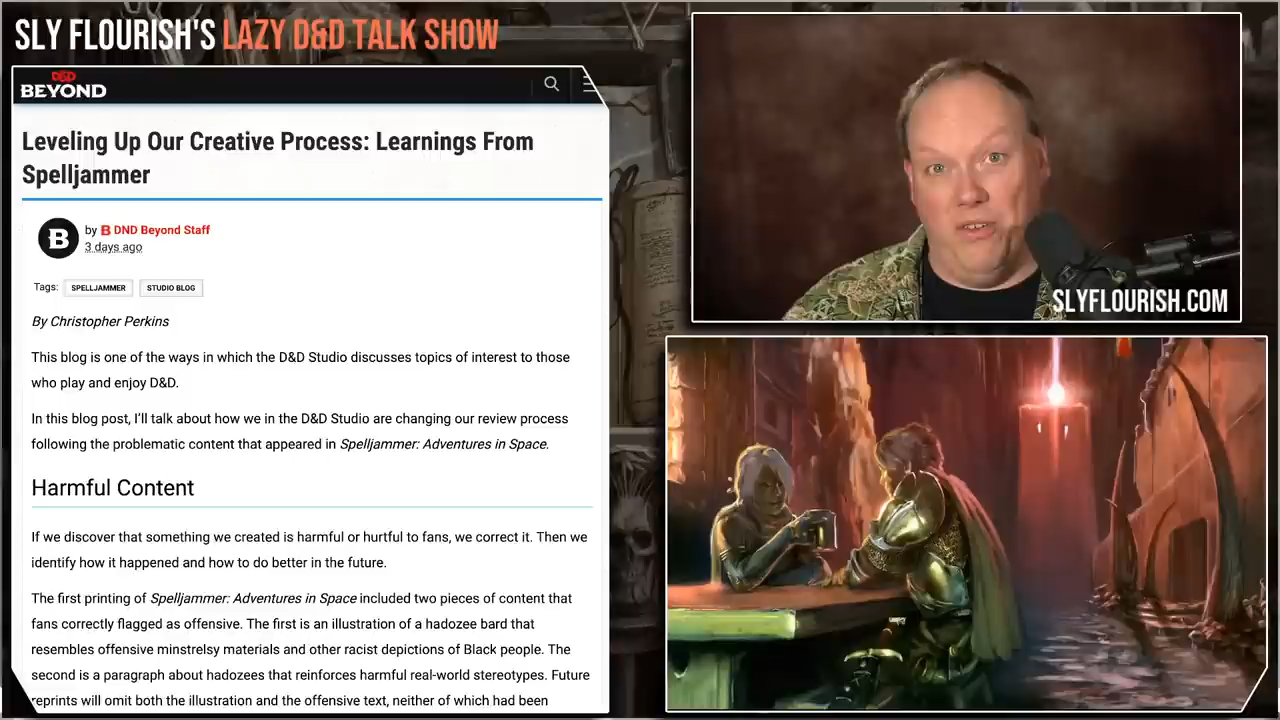 SLY FLOURISH'S LAZY D&D TALK SHOW
D&D
BEYOND
Leveling Up Our Creative Process: Learnings From
Spelljammer
B
by B DND Beyond Staff
3 days ago
Tags: SPELLJAMMER STUDIO BLOG
By Christopher Perkins
This blog is one of the ways in which the D&D Studio discusses topics of interest to those
who play and enjoy D&D.
In this blog post, I'll talk about how we in the D&D Studio are changing our review process
following the problematic content that appeared in Spelljammer: Adventures in Space.
Harmful Content
If we discover that something we created is harmful or hurtful to fans, we correct it. Then we
identify how it happened and how to do better in the future.
The first printing of Spelljammer: Adventures in Space included two pieces of content that
fans correctly flagged as offensive. The first is an illustration of a hadozee bard that
resembles offensive minstrelsy materials and other racist depictions of Black people. The
second is a paragraph about hadozees that reinforces harmful real-world stereotypes. Future
reprints will omit both the illustration and the offensive text, neither of which had been
SLYFLOURISH.COM